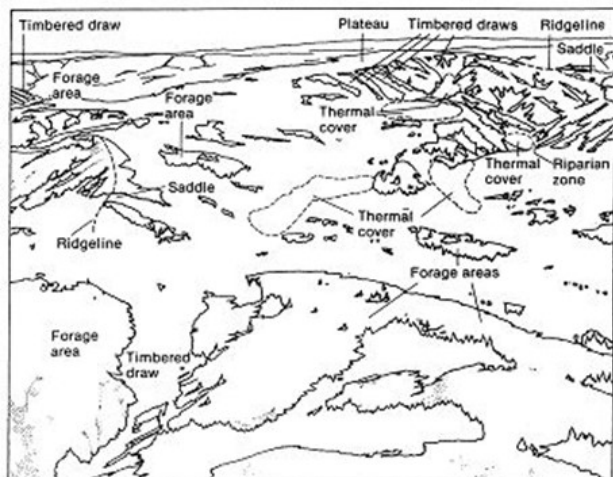 Timbered draw
Plateau
Timbered draws
Ridgeline
Saddle
Forage
area
Forage
area
Thermal
cover
Thermal
cover
Riparian
zone
Saddle
Thermal
cover
Ridgeline
Forage areas
Forage
area
Timbered
draw